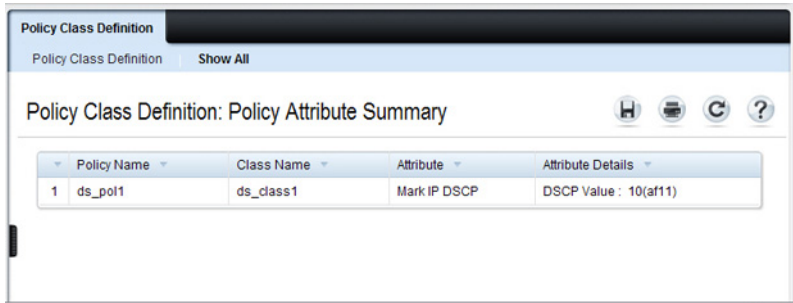 Policy Class Definition
Policy Class Definition Show All
Policy Class Definition: Policy Attribute Summary
?
Policy Name Class Name Attribute Attribute Details
1 ds_pol1 ds_class1 Mark IP DSCP DSCP Value : 10(af11)